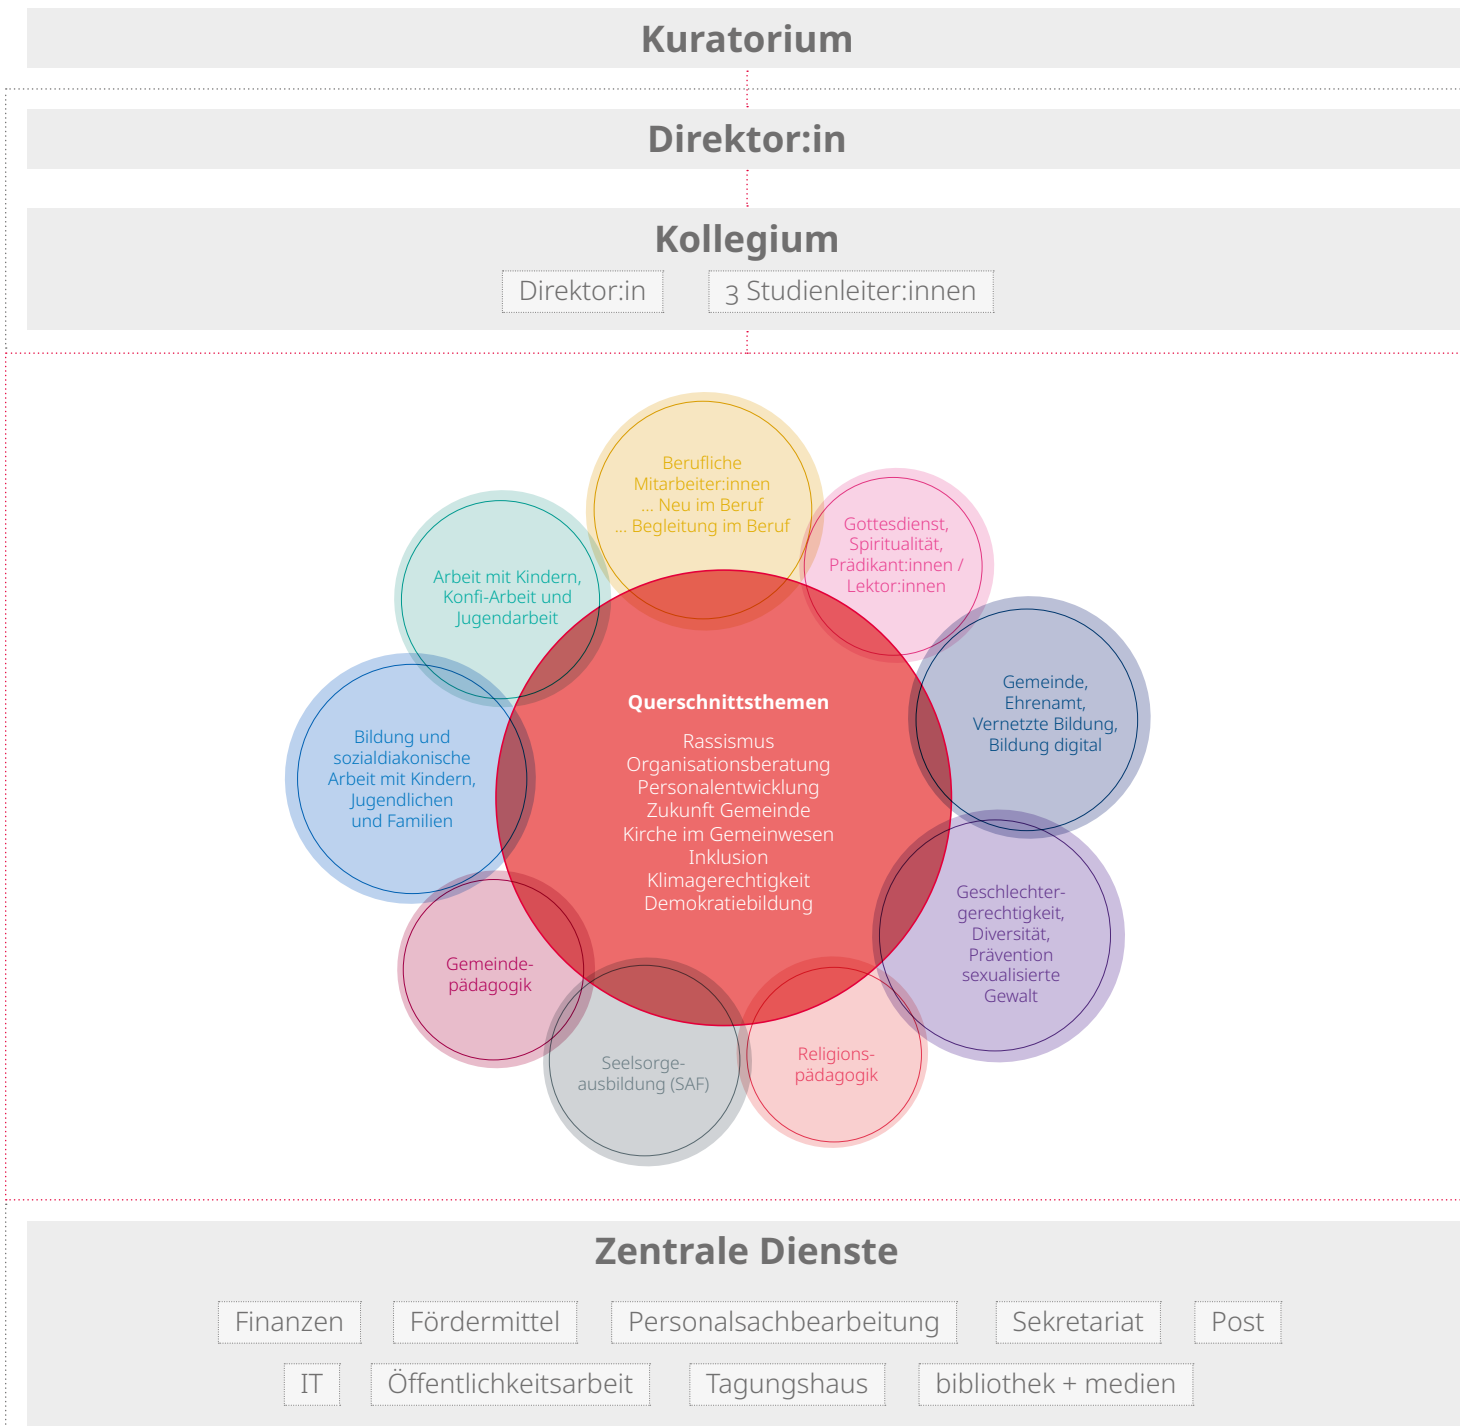 Kuratorium
Direktor:in
Kollegium
Direktor:in
3 Studienleiter:innen
Berufliche
Mitarbeiter:innen
... Neu im Beruf
... Begleitung im Beruf
Gottesdienst,
Spiritualität,
Prädikant:innen /
Lektor:innen
Arbeit mit Kindern,
Konfi-Arbeit und
Jugendarbeit
Gemeinde,
Ehrenamt,
Vernetzte Bildung,
Bildung digital
Bildung und
sozialdiakonische
Arbeit mit Kindern,
Jugendlichen
und Familien
Querschnittsthemen
Rassismus
Organisationsberatung
Personalentwicklung
Zukunft Gemeinde
Kirche im Gemeinwesen
Inklusion
Klimagerechtigkeit
Demokratiebildung
Geschlechter-
gerechtigkeit,
Diversität,
Prävention
sexualisierte
Gewalt
Gemeinde-
pädagogik
Seelsorge-
ausbildung (SAF)
Religions-
pädagogik
Zentrale Dienste
Finanzen
Fördermittel
Personalsachbearbeitung
Sekretariat
Post
IT
Öffentlichkeitsarbeit
Tagungshaus
bibliothek + medien